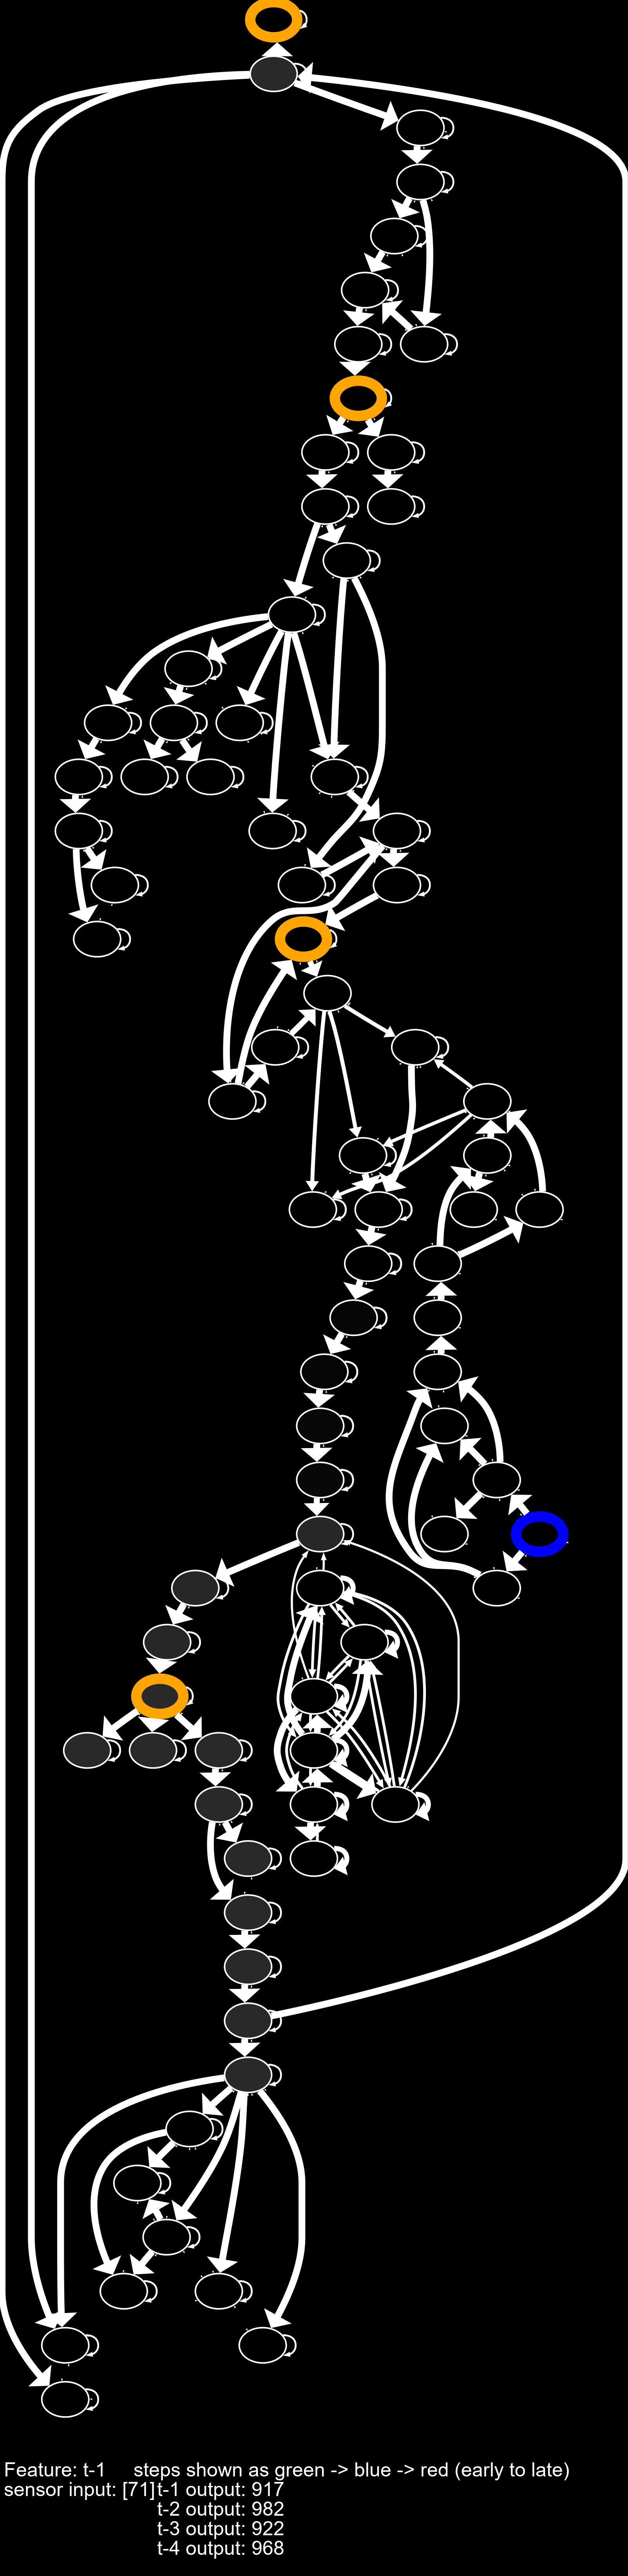 Feature: t-1 steps shown as green -> blue -> red (early to late)
sensor input: [71] t-1 output: 917
t-2 output: 982
t-3 output: 922
t-4 output: 968